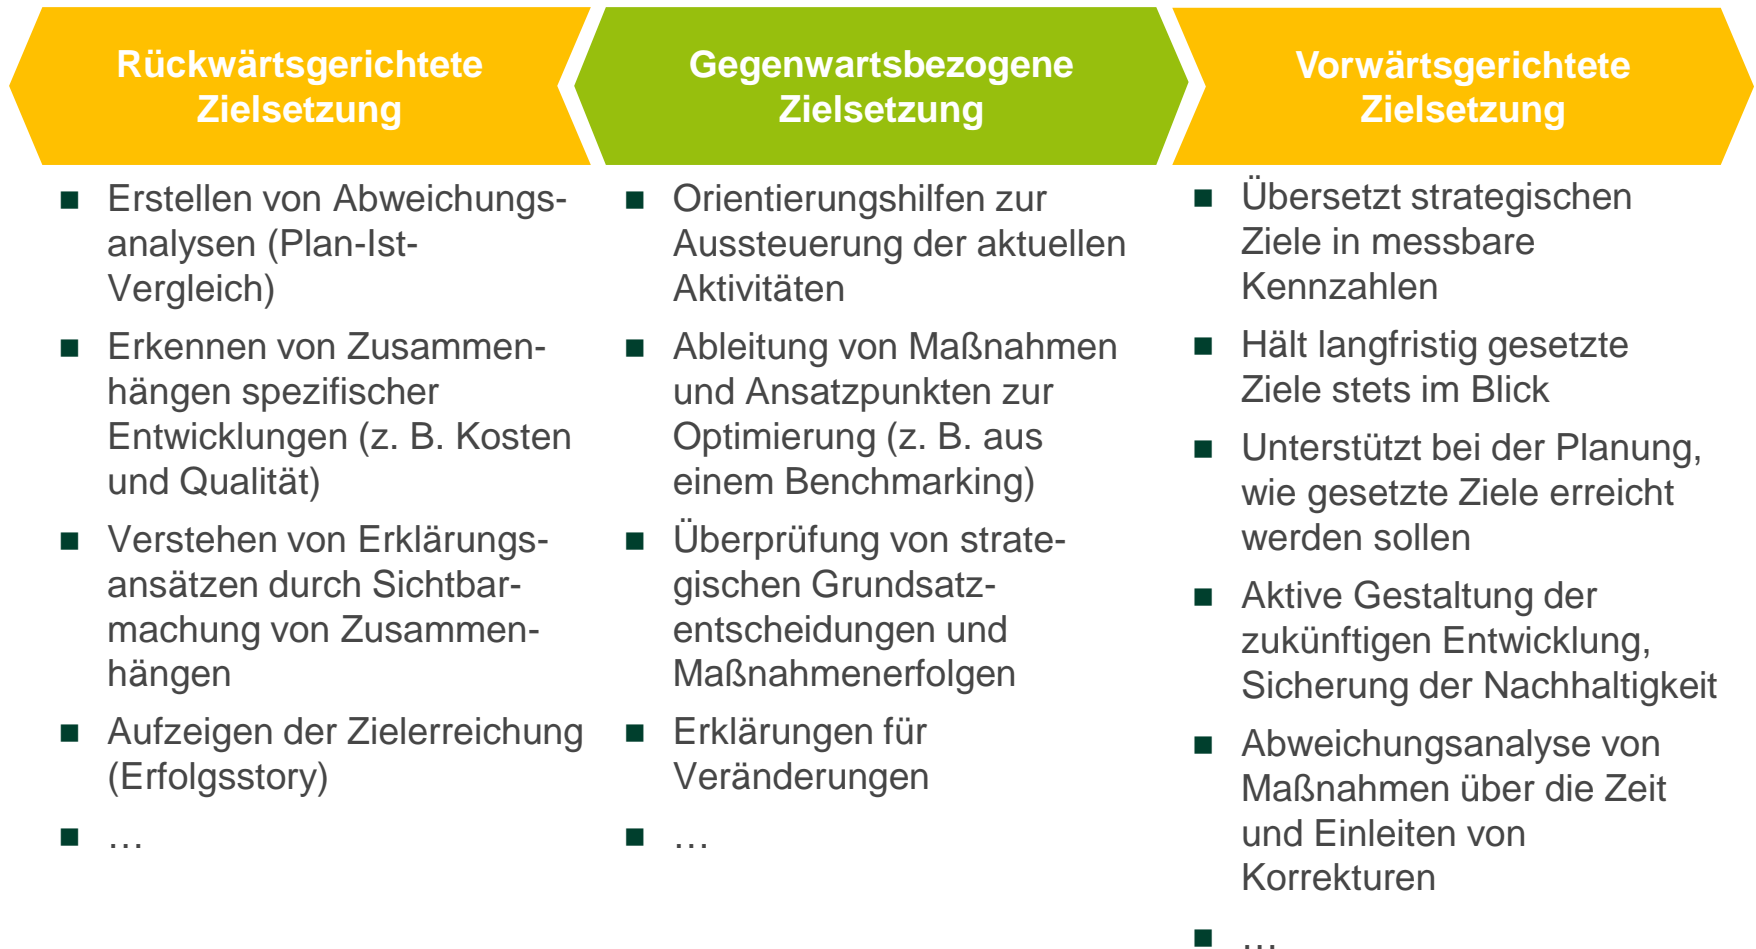 Rückwärtsgerichtete
Zielsetzung
Erstellen von Abweichungs-
analysen (Plan-Ist-
Vergleich)
Erkennen von Zusammen-
hängen spezifischer
Entwicklungen (z. B. Kosten
und Qualität)
Verstehen von Erklärungs-
ansätzen durch Sichtbar-
machung von Zusammen-
hängen
Aufzeigen der Zielerreichung
(Erfolgsstory)
…
Gegenwartsbezogene
Zielsetzung
Orientierungshilfen zur
Aussteuerung der aktuellen
Aktivitäten
Ableitung von Maßnahmen
und Ansatzpunkten zur
Optimierung (z. B. aus
einem Benchmarking)
Überprüfung von strate-
gischen Grundsatz-
entscheidungen und
Maßnahmenerfolgen
Erklärungen für
Veränderungen
…
Vorwärtsgerichtete
Zielsetzung
Übersetzt strategischen
Ziele in messbare
Kennzahlen
Hält langfristig gesetzte
Ziele stets im Blick
Unterstützt bei der Planung,
wie gesetzte Ziele erreicht
werden sollen
Aktive Gestaltung der
zukünftigen Entwicklung,
Sicherung der Nachhaltigkeit
Abweichungsanalyse von
Maßnahmen über die Zeit
und Einleiten von
Korrekturen
…